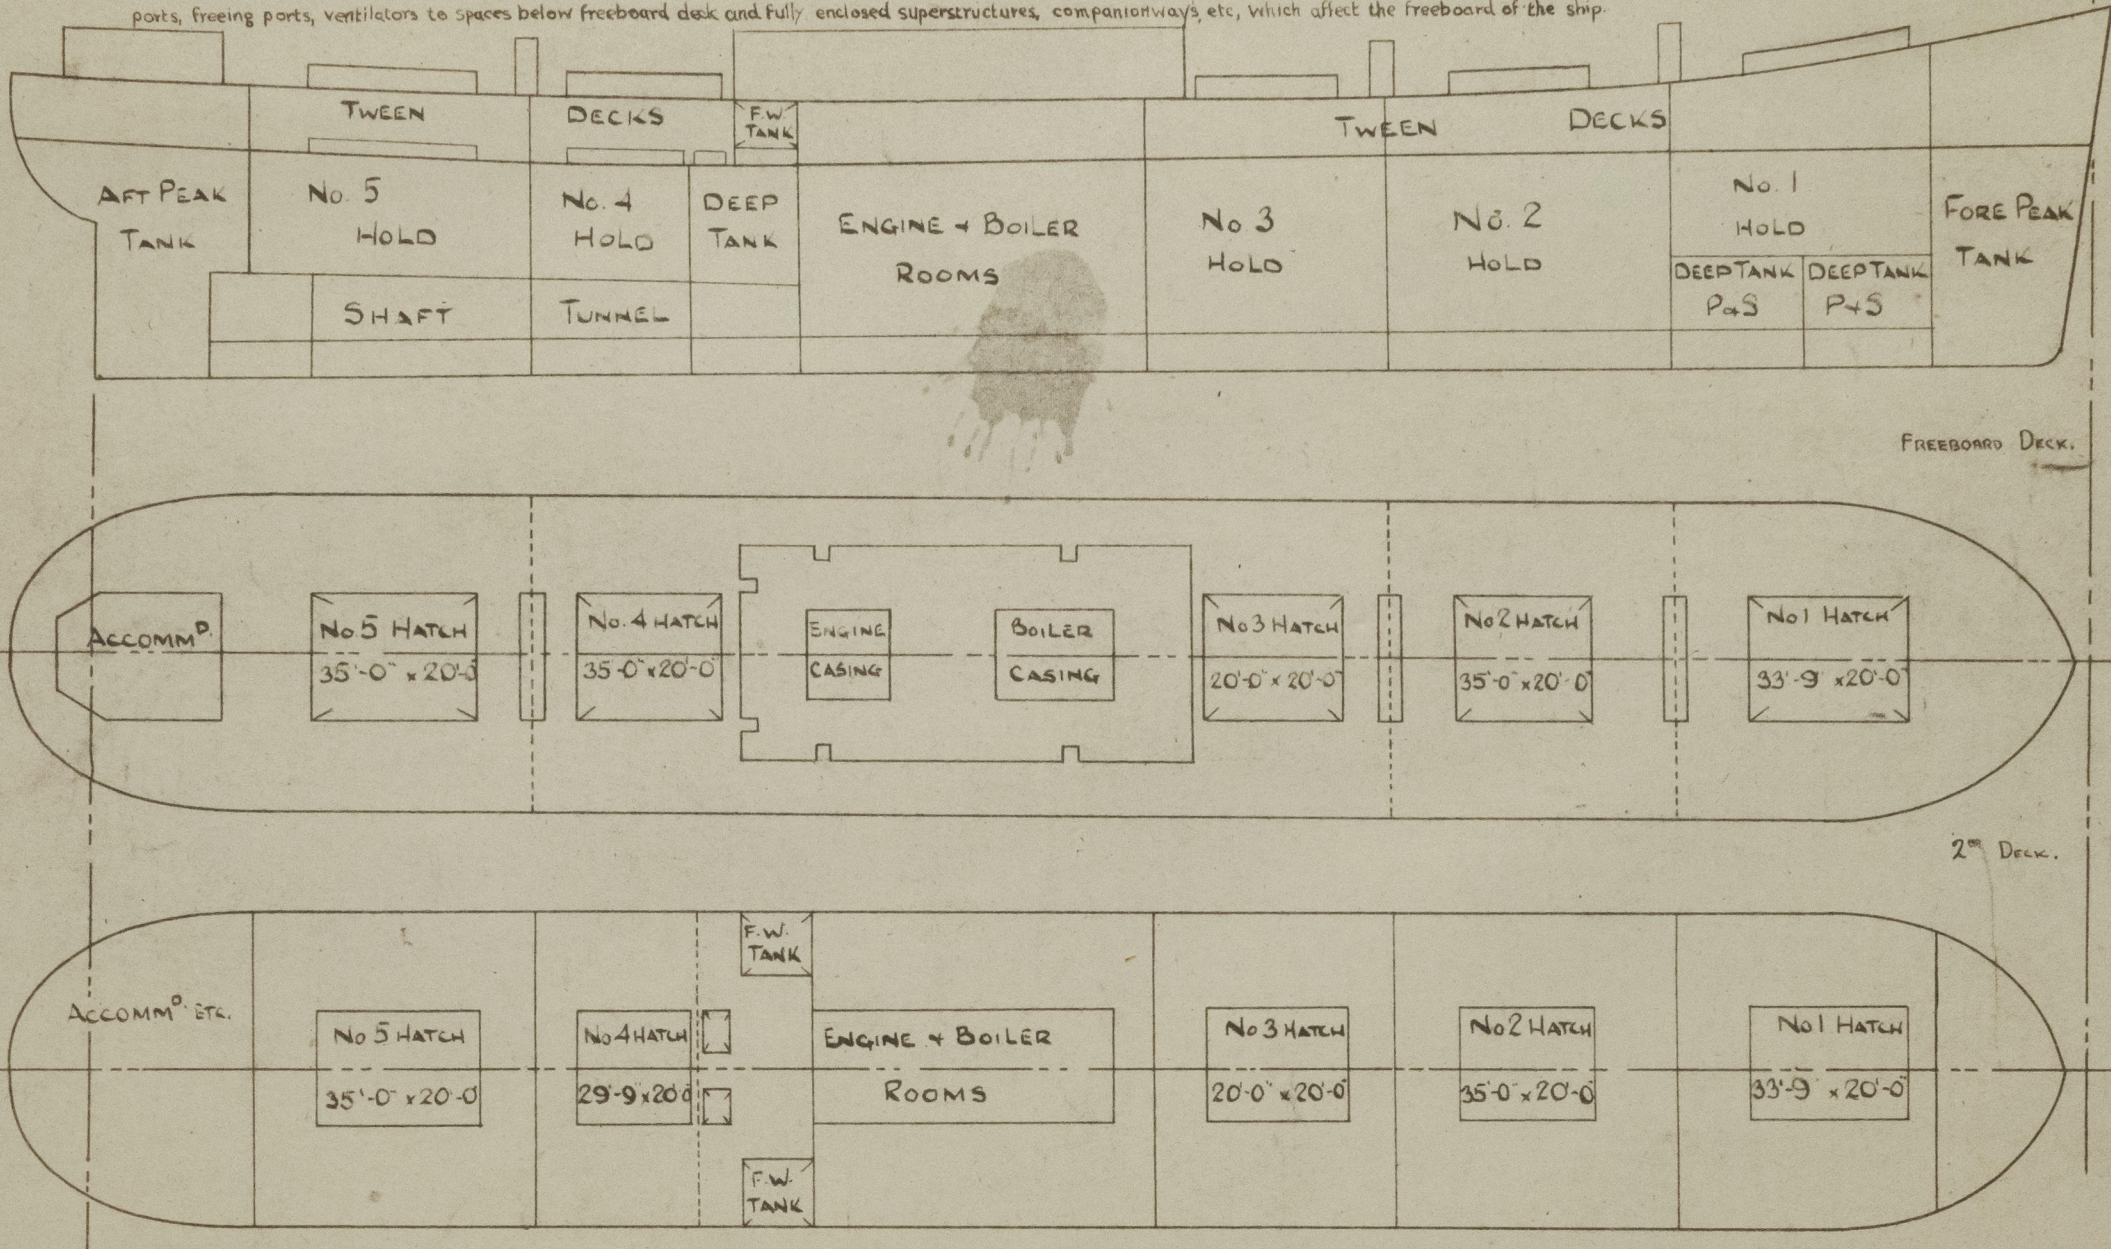 ports, freeing ports, ventilators to spaces below freeboard deck and fully enclosed superstructures, companionways, etc, which affect the freeboard of the ship.
TWEEN DECKS
F.W.
TANK
TWEEN DECKS
AFT PEAK
TANK
No. 5
HOLD
No. 4
HOLD
DEEP
TANK
ENGINE + BOILER
ROOMS
No 3
HOLD
No. 2
HOLD
No. 1
HOLD
FORE PEAK
TANK
DEEP TANK
P&S
DEEP TANK
P+S
SHAFT TUNNEL
FREEBOARD DECK.
ACCOMMD.
No 5 HATCH
35'-0" x 20'-0"
No. 4 HATCH
35'-0" x 20'-0"
ENGINE
CASING
BOILER
CASING
No 3 HATCH
20'-0" x 20'-0"
No 2 HATCH
35'-0" x 20'-0"
No 1 HATCH
33'-9" x 20'-0"
2ND DECK.
F.W.
TANK
ACCOMMD. ETC.
No 5 HATCH
35'-0" x 20'-0
No 4 HATCH
29'-9" x 20'0
ENGINE + BOILER
ROOMS
No 3 HATCH
20'-0" x 20'-0"
No 2 HATCH
35'-0" x 20'-0"
No 1 HATCH
33'-9" x 20'-0"
F.W.
TANK